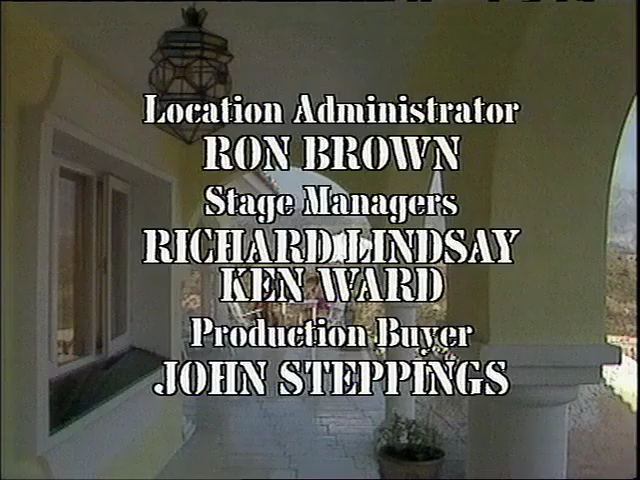 Location Administrator
RON BROWN
Stage Managers
RICHARD LINDSAY
KEN WARD
Production Buyer
JOHN STEPPINGS